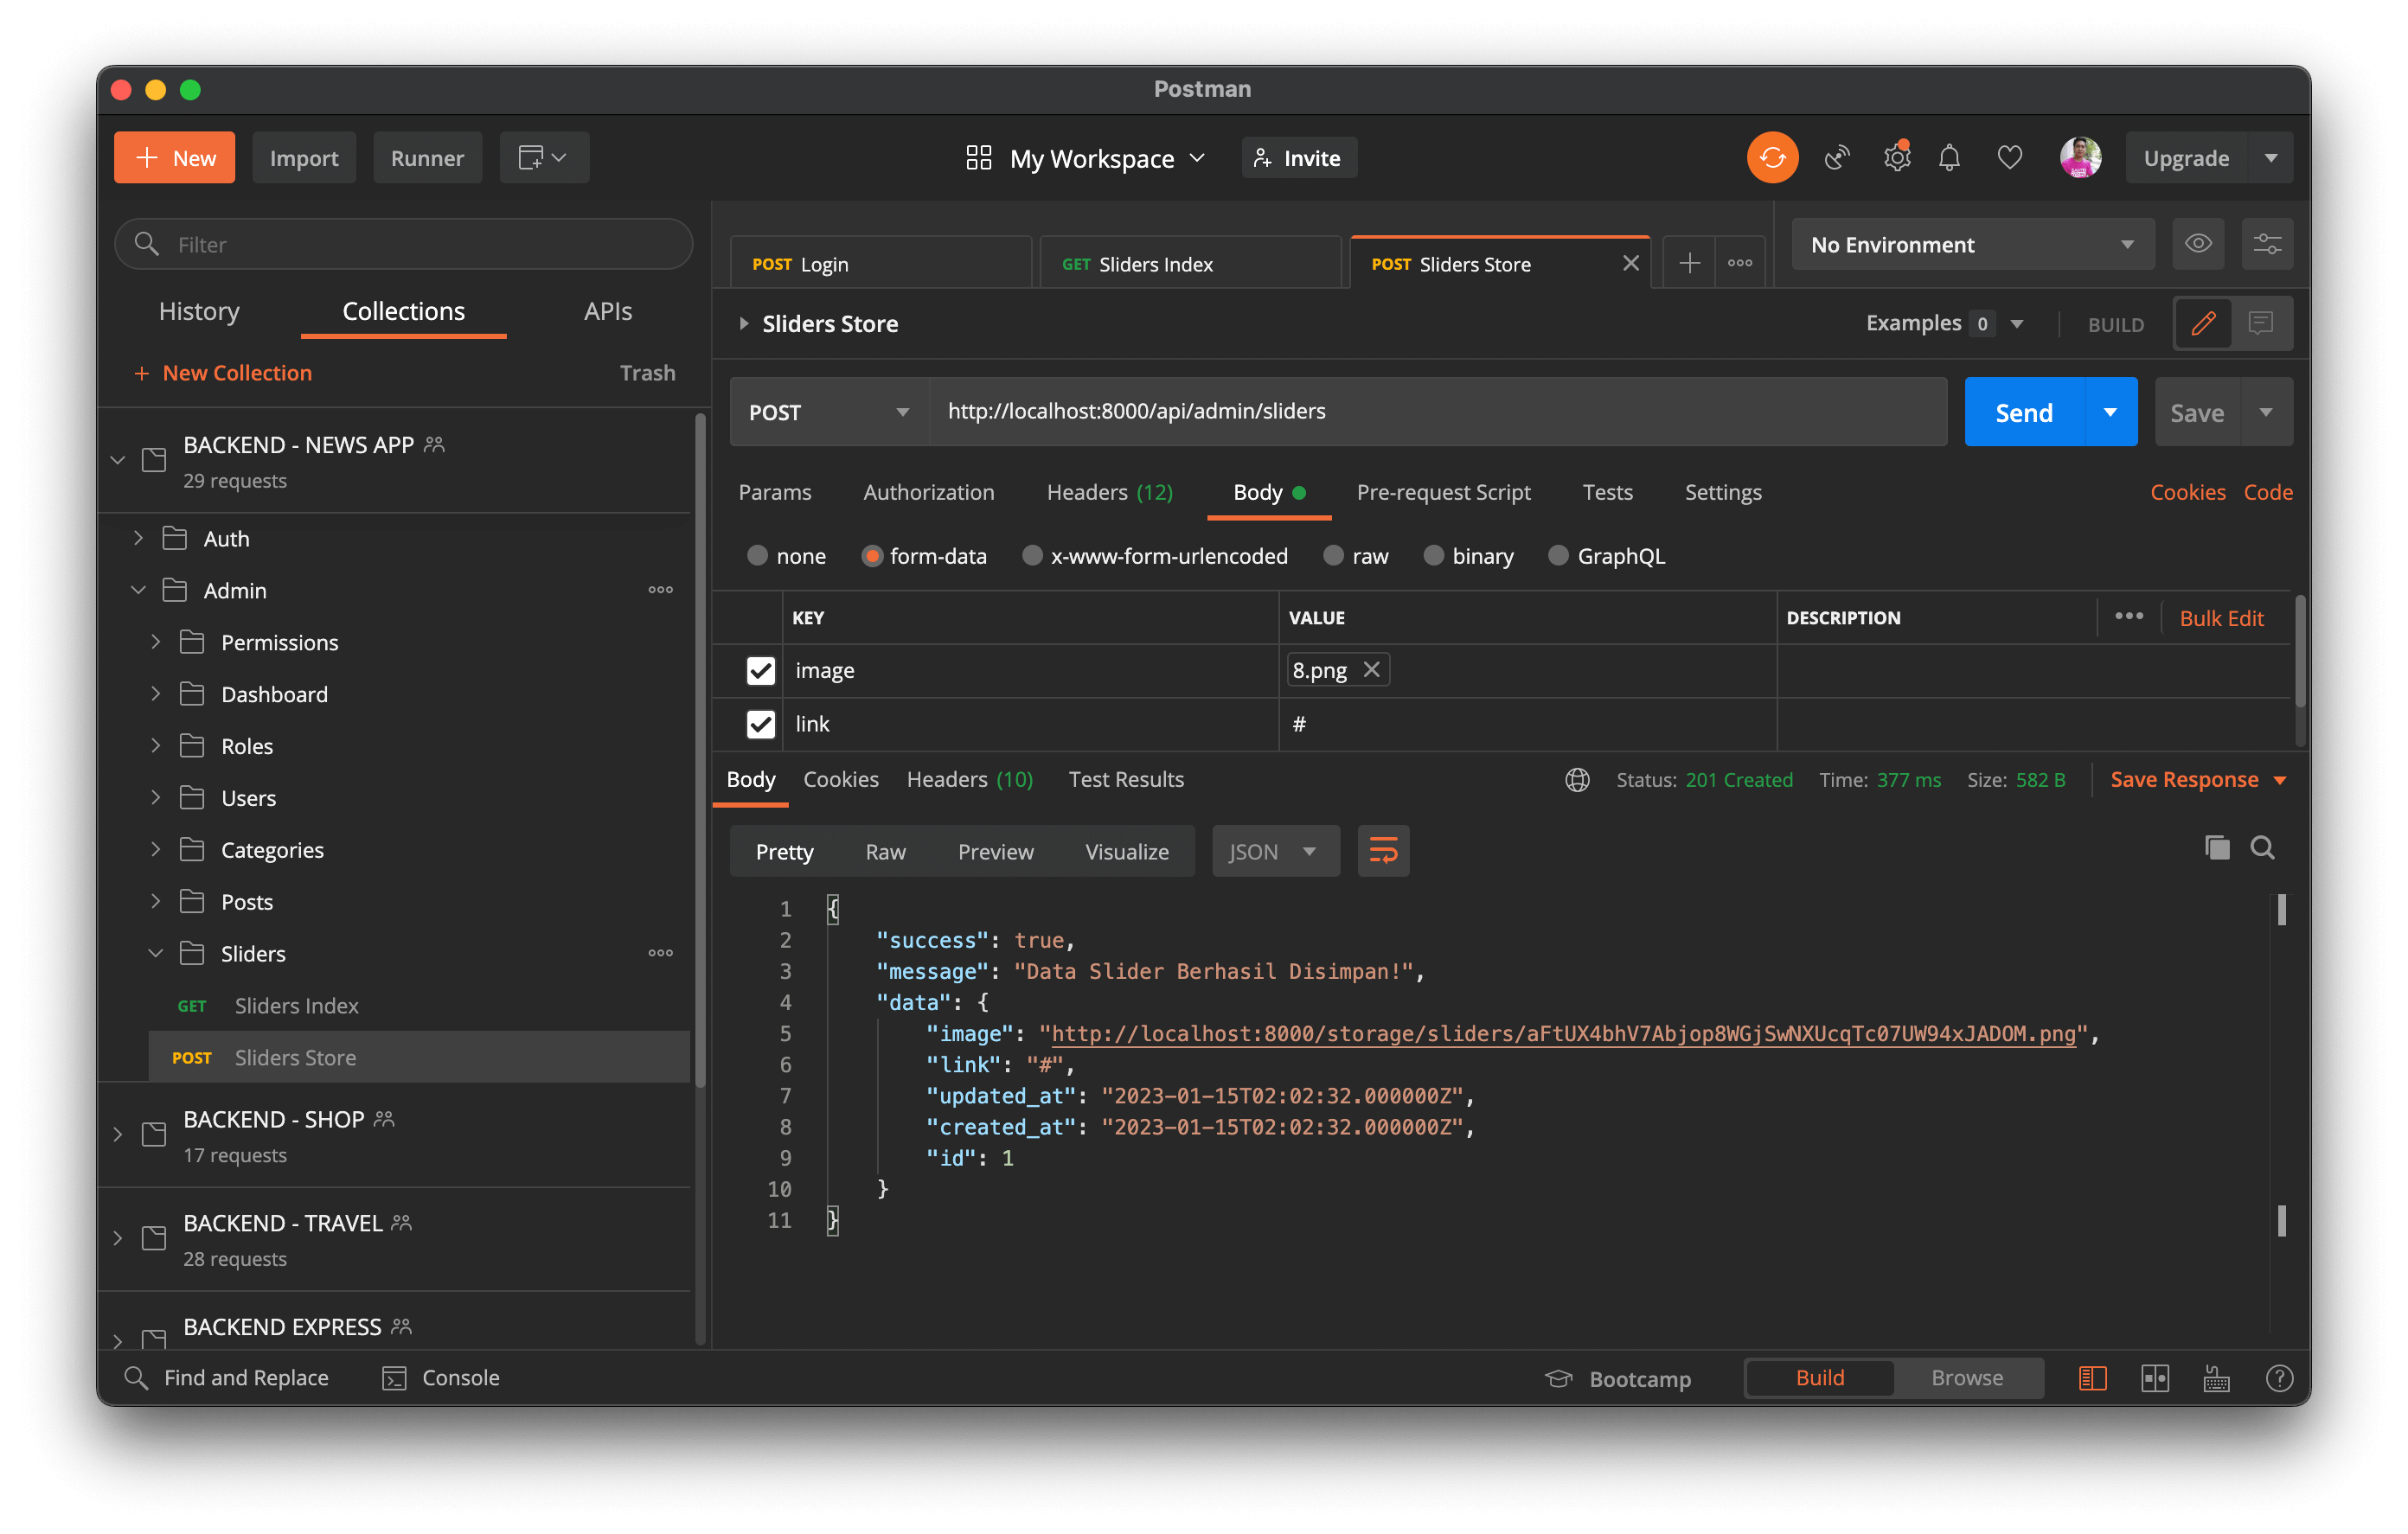 Postman
New
Import
Runner
My Workspace
Invite
Upgrade
Filter
History
Collections
APIs
New Collection
Trash
BACKEND - NEWS APP
29 requests
Auth
Admin
Permissions
Dashboard
Roles
Users
Categories
Posts
Sliders
GET Sliders Index
POST Sliders Store
BACKEND - SHOP
17 requests
BACKEND - TRAVEL
28 requests
BACKEND EXPRESS
POST Login
GET Sliders Index
POST Sliders Store
No Environment
Sliders Store
Examples 0
BUILD
POST
http://localhost:8000/api/admin/sliders
Send
Save
Params
Authorization
Headers (12)
Body
Pre-request Script
Tests
Settings
Cookies
Code
none
form-data
x-www-form-urlencoded
raw
binary
GraphQL
KEY
VALUE
DESCRIPTION
Bulk Edit
image
8.png
link
#
Body
Cookies
Headers (10)
Test Results
Status: 201 Created
Time: 377 ms
Size: 582 B
Save Response
Pretty
Raw
Preview
Visualize
JSON
1 {
2 "success": true,
3 "message": "Data Slider Berhasil Disimpan!",
4 "data": {
5 "image": "http://localhost:8000/storage/sliders/aFtUX4bhV7Abjop8WGjSwNXUcqTc07UW94xJADOM.png",
6 "link": "#",
7 "updated_at": "2023-01-15T02:02:32.000000Z",
8 "created_at": "2023-01-15T02:02:32.000000Z",
9 "id": 1
10 }
11 }
Find and Replace
Console
Bootcamp
Build
Browse